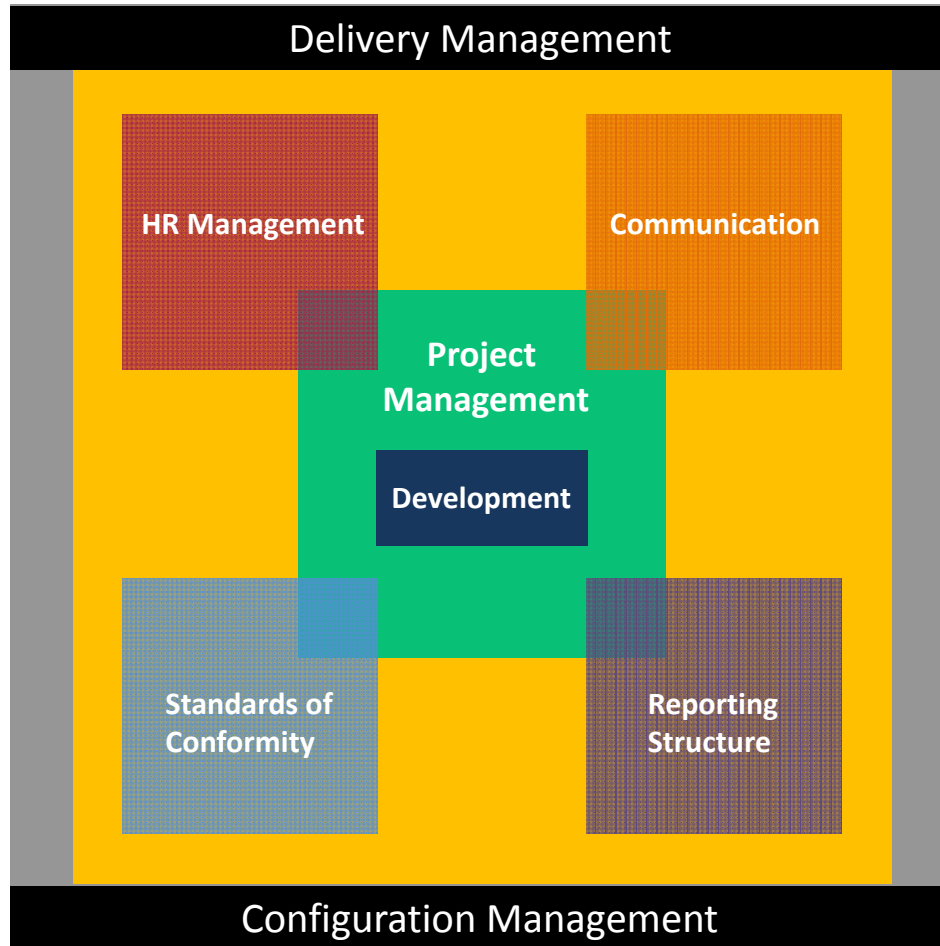 Delivery Management
HR Management
Communication
Project
Management
Development
Standards of
Conformity
Reporting
Structure
Configuration Management